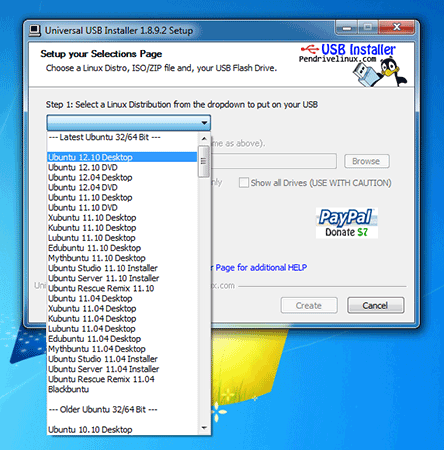 Universal USB Installer 1.8.9.2 Setup
Setup your Selections Page
Choose a Linux Distro, ISO/ZIP file and, your USB Flash Drive.
USB Installer
Pendrivelinux.com
Step 1: Select a Linux Distribution from the dropdown to put on your USB
--- Latest Ubuntu 32/64 Bit ---
Ubuntu 12.10 Desktop
Ubuntu 12.10 DVD
Ubuntu 12.04 Desktop
Ubuntu 12.04 DVD
Ubuntu 11.10 Desktop
Ubuntu 11.10 DVD
Xubuntu 11.10 Desktop
Kubuntu 11.10 Desktop
Lubuntu 11.10 Desktop
Edubuntu 11.10 Desktop
Mythbuntu 11.10 Desktop
Ubuntu Studio 11.10 Installer
Ubuntu Server 11.10 Installer
Ubuntu Rescue Remix 11.10
Ubuntu 11.04 Desktop
Xubuntu 11.04 Desktop
Kubuntu 11.04 Desktop
Lubuntu 11.04 Desktop
Edubuntu 11.04 Desktop
Mythbuntu 11.04 Desktop
Ubuntu Studio 11.04 Installer
Ubuntu Server 11.04 Installer
Ubuntu Rescue Remix 11.04
Blackbuntu
--- Older Ubuntu 32/64 Bit ---
Ubuntu 10.10 Desktop
me as above).
Browse
nly
Show all Drives (USE WITH CAUTION)
PayPal
Donate $7
r Page for additional HELP
Un
ux.com
Create
Cancel